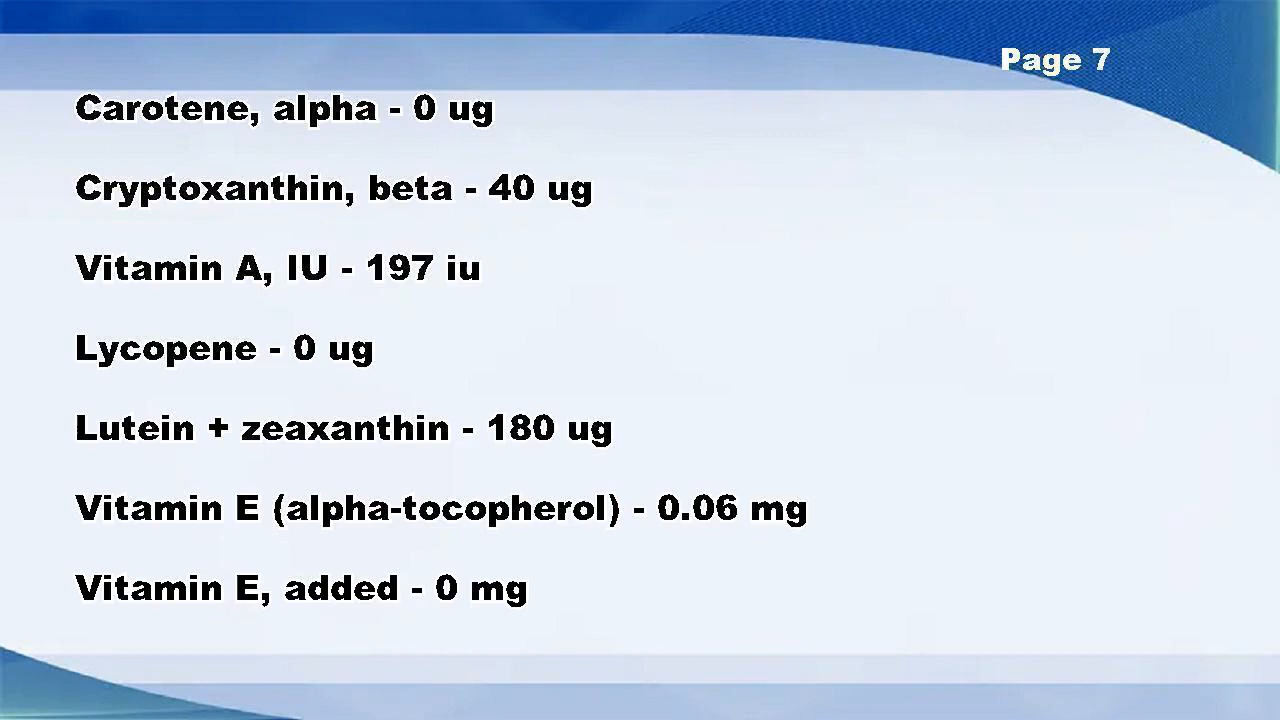 Page 7
Carotene, alpha - 0 ug
Cryptoxanthin, beta - 40 ug
Vitamin A, IU - 197 iu
Lycopene - 0 ug
Lutein + zeaxanthin - 180 ug
Vitamin E (alpha-tocopherol) - 0.06 mg
Vitamin E, added - 0 mg